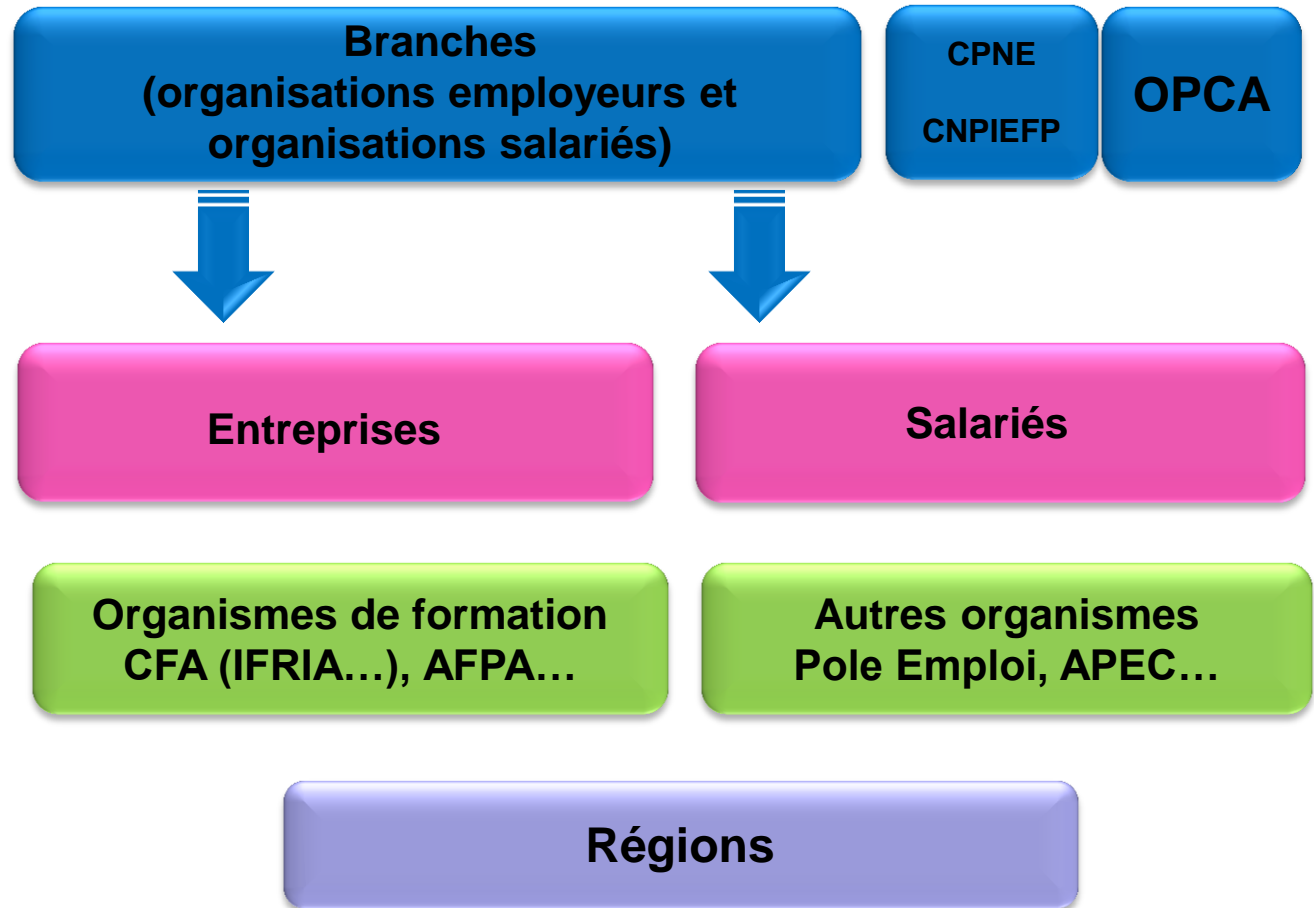 Branches
(organisations employeurs et
organisations salariés)
CPNE
CNPIEFP
OPCA
Entreprises
Salariés
Organismes de formation
CFA (IFRIA…), AFPA…
Autres organismes
Pole Emploi, APEC…
Régions